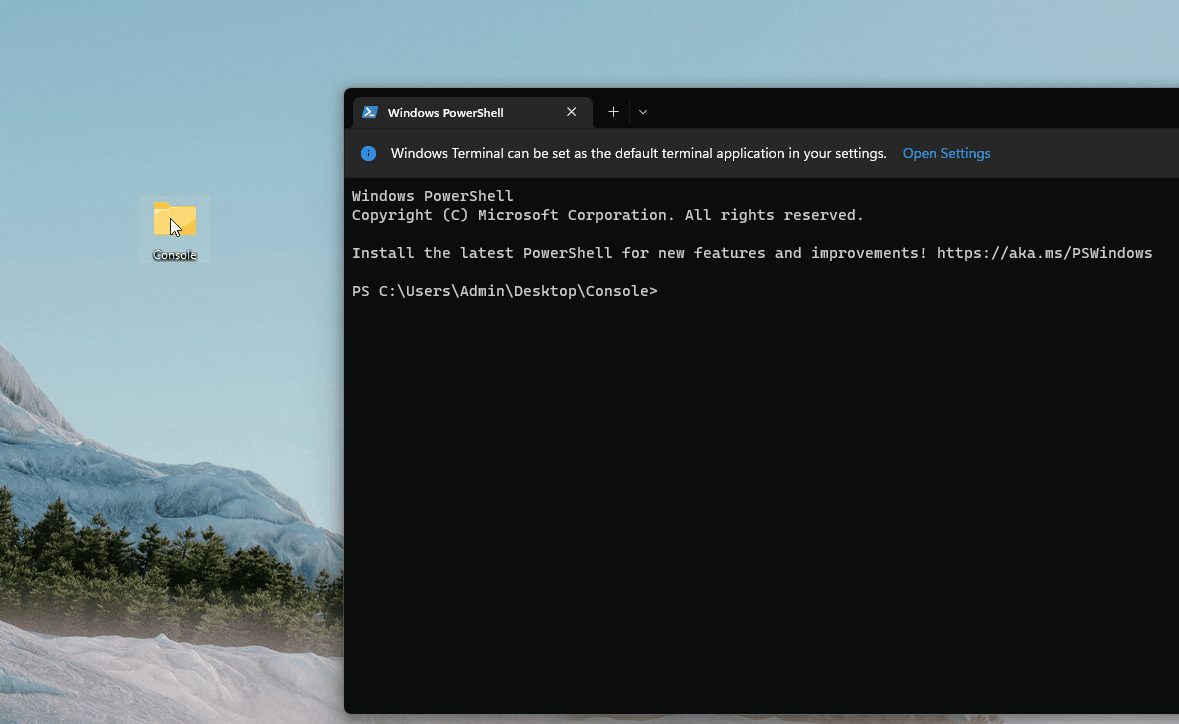 Windows PowerShell
Windows Terminal can be set as the default terminal application in your settings. Open Settings
Windows PowerShell
Copyright (C) Microsoft Corporation. All rights reserved.
Install the latest PowerShell for new features and improvements! https://aka.ms/PSWindows
PS C:\Users\Admin\Desktop\Console>
Console